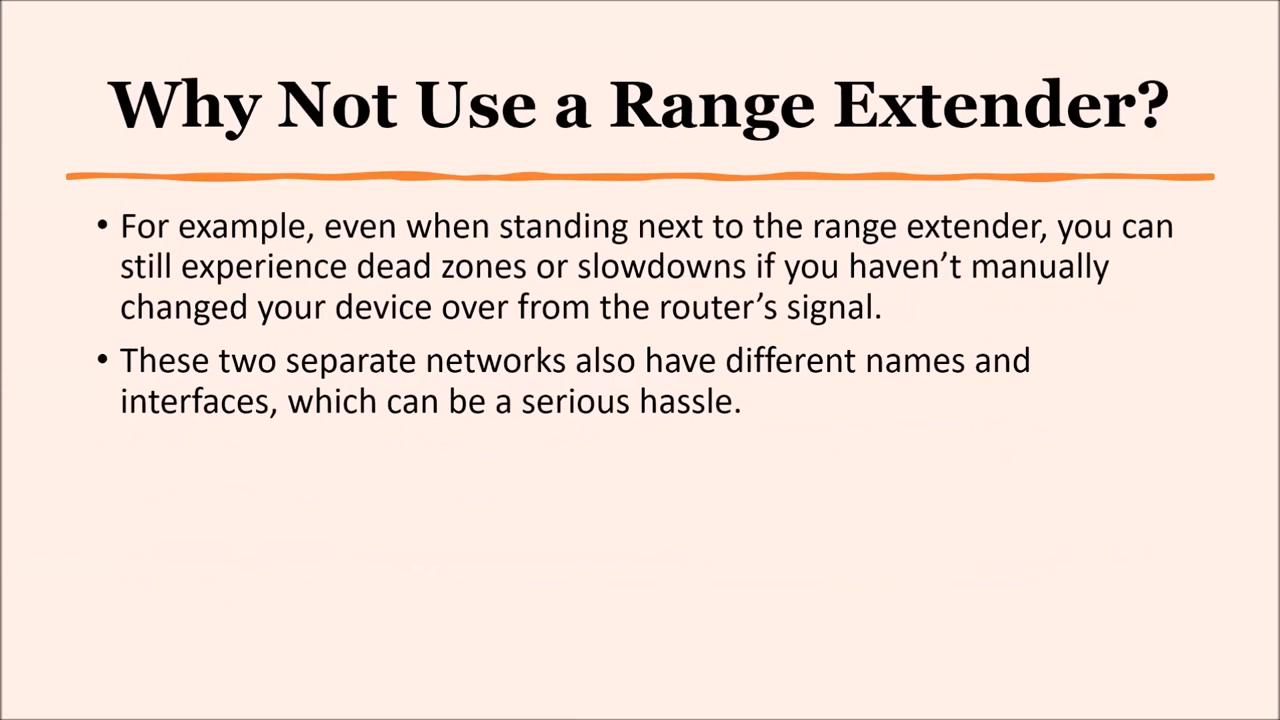 Why Not Use a Range Extender?
• For example, even when standing next to the range extender, you can
still experience dead zones or slowdowns if you haven’t manually
changed your device over from the router’s signal.
• These two separate networks also have different names and
interfaces, which can be a serious hassle.